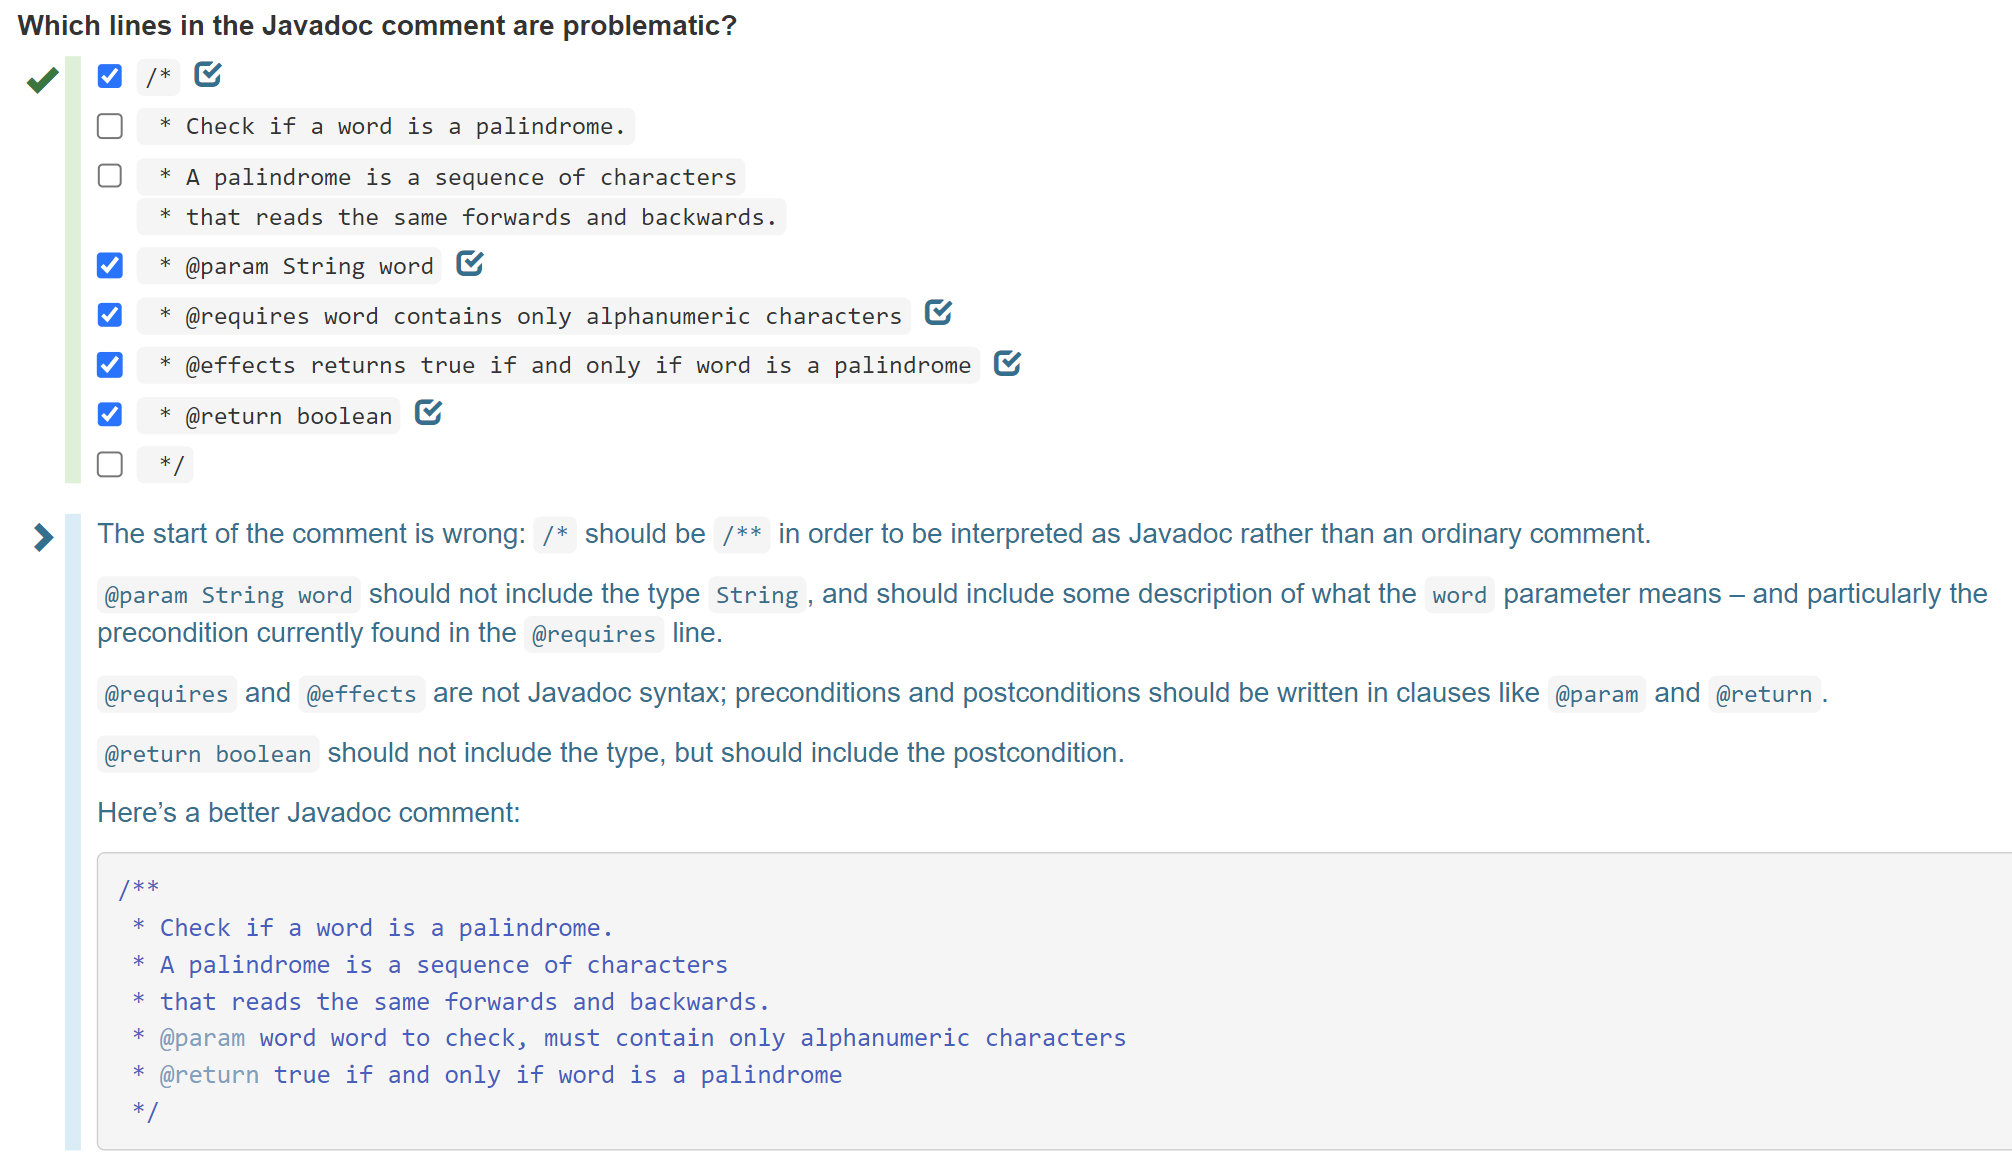 Which lines in the Javadoc comment are problematic?
/*
* Check if a word is a palindrome.
* A palindrome is a sequence of characters
* that reads the same forwards and backwards.
* @param String word
* @requires word contains only alphanumeric characters
* @effects returns true if and only if word is a palindrome
* @return boolean
*/
The start of the comment is wrong: /* should be /** in order to be interpreted as Javadoc rather than an ordinary comment.
@param String word should not include the type String, and should include some description of what the word parameter means – and particularly the
precondition currently found in the @requires line.
@requires and @effects are not Javadoc syntax; preconditions and postconditions should be written in clauses like @param and @return.
@return boolean should not include the type, but should include the postcondition.
Here’s a better Javadoc comment:
/**
* Check if a word is a palindrome.
* A palindrome is a sequence of characters
* that reads the same forwards and backwards.
* @param word word to check, must contain only alphanumeric characters
* @return true if and only if word is a palindrome
*/